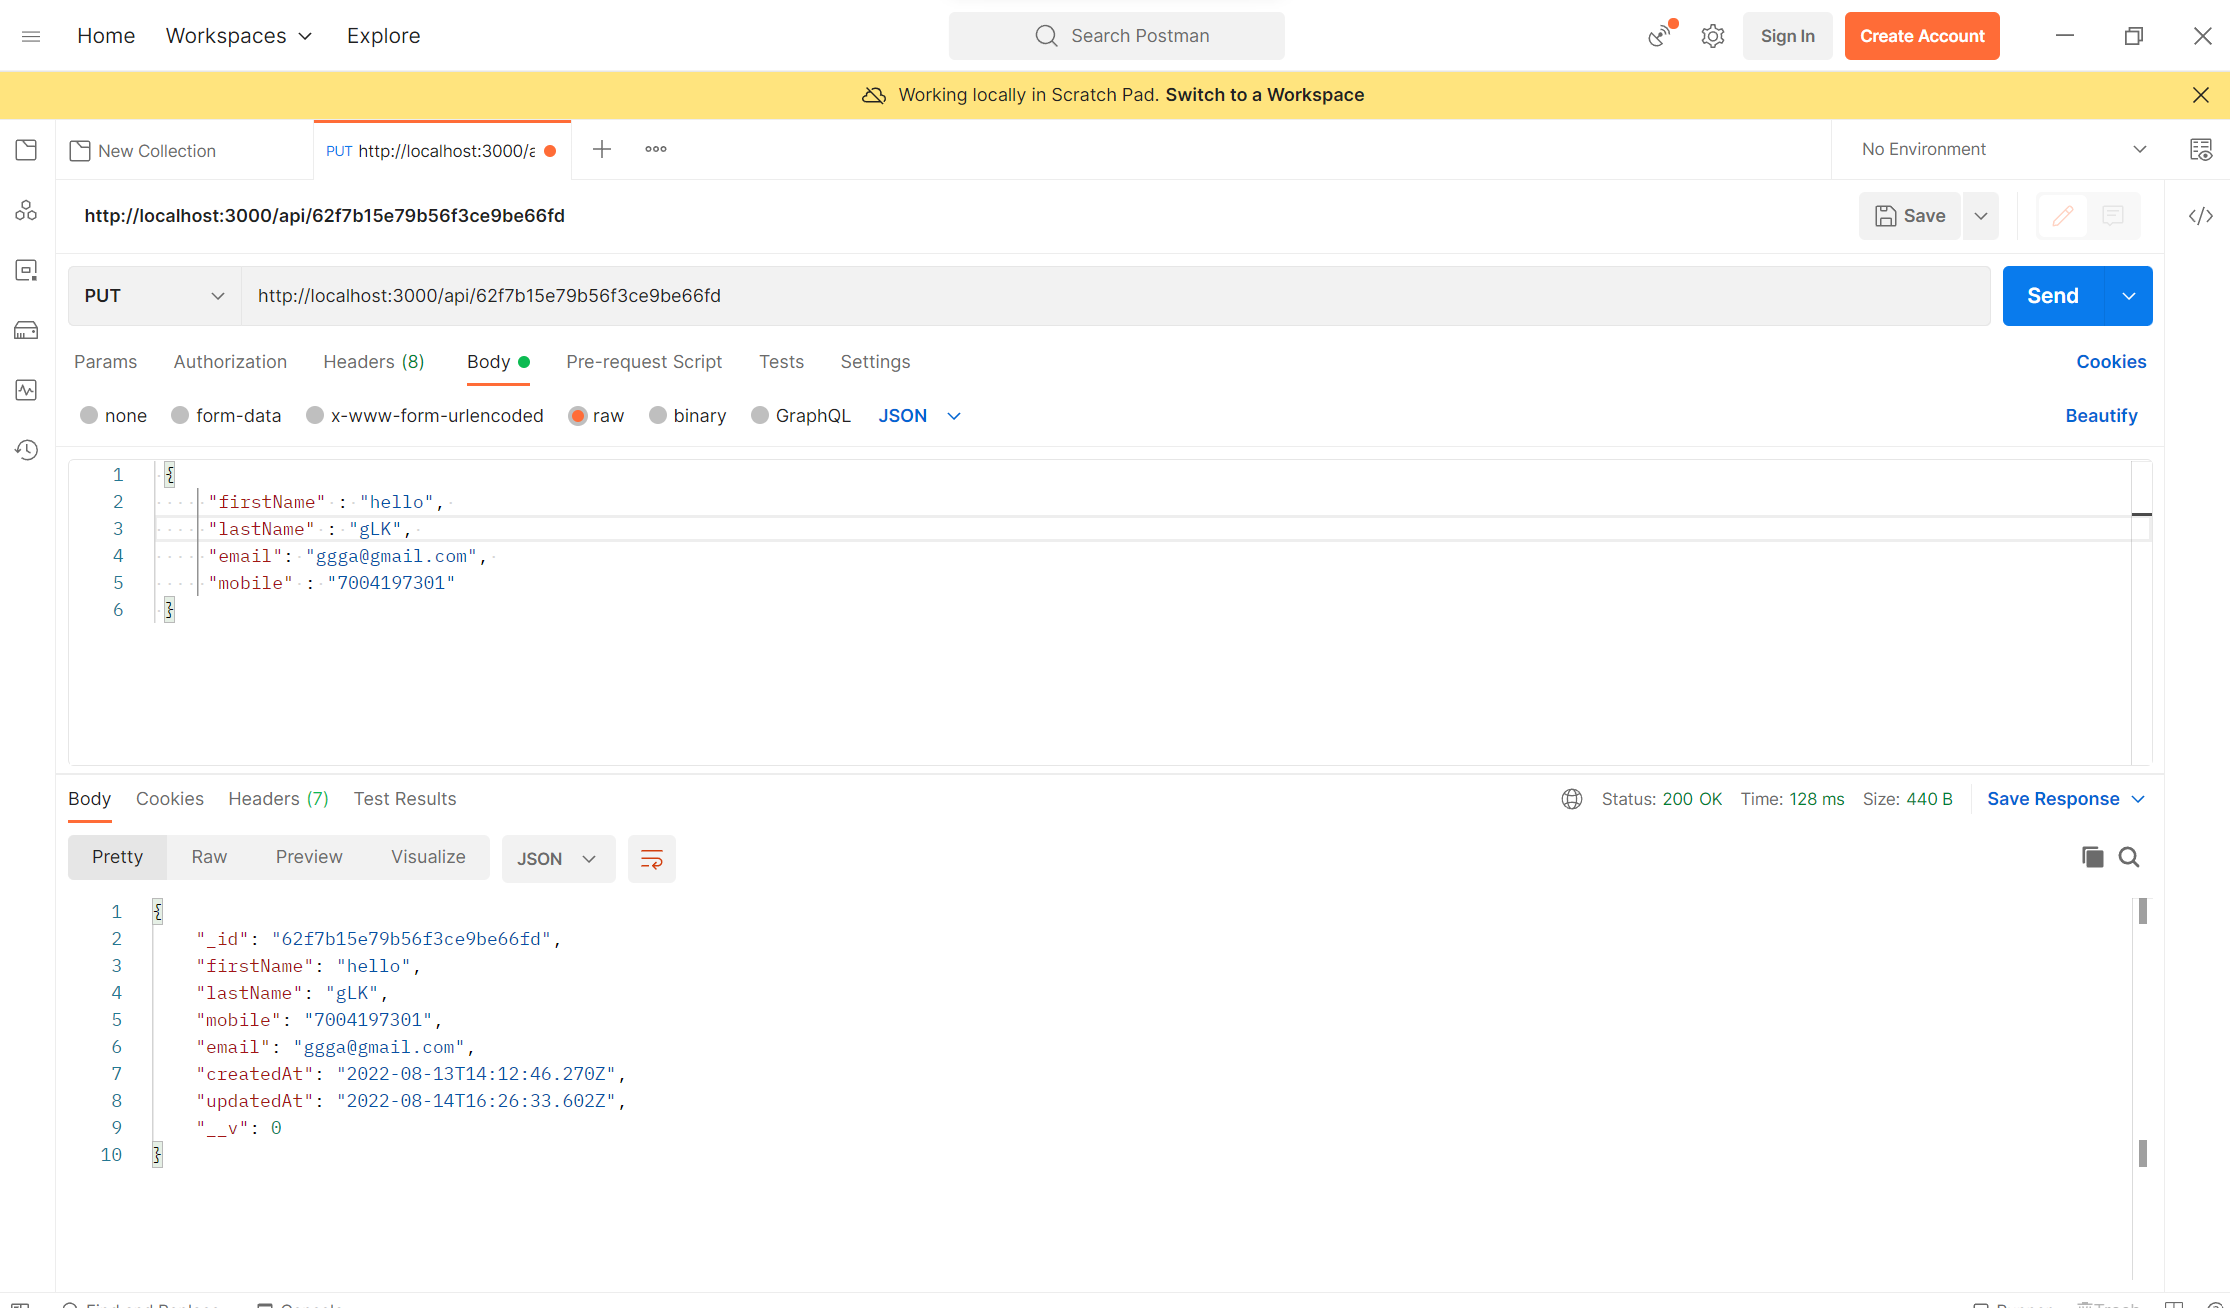 Home Workspaces Explore Search Postman Sign In Create Account
Working locally in Scratch Pad. Switch to a Workspace
New Collection PUT http://localhost:3000/a No Environment
http://localhost:3000/api/62f7b15e79b56f3ce9be66fd Save
PUT http://localhost:3000/api/62f7b15e79b56f3ce9be66fd Send
Params Authorization Headers (8) Body Pre-request Script Tests Settings Cookies
none form-data x-www-form-urlencoded raw binary GraphQL JSON Beautify
1 {
2 "firstName" : "hello",
3 "lastName" : "gLK",
4 "email": "ggga@gmail.com",
5 "mobile" : "7004197301"
6 }
Body Cookies Headers (7) Test Results Status: 200 OK Time: 128 ms Size: 440 B Save Response
Pretty Raw Preview Visualize JSON
1 {
2 "_id": "62f7b15e79b56f3ce9be66fd",
3 "firstName": "hello",
4 "lastName": "gLK",
5 "mobile": "7004197301",
6 "email": "ggga@gmail.com",
7 "createdAt": "2022-08-13T14:12:46.270Z",
8 "updatedAt": "2022-08-14T16:26:33.602Z",
9 "__v": 0
10 }